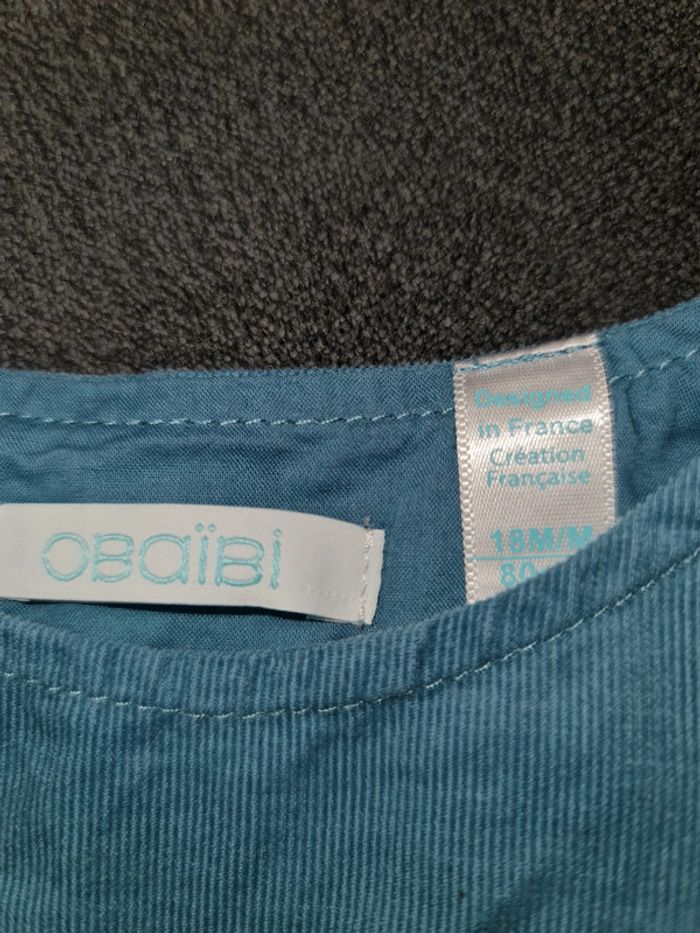 OBAÏBI
Designed
in France
Création
Française
18M/M
80